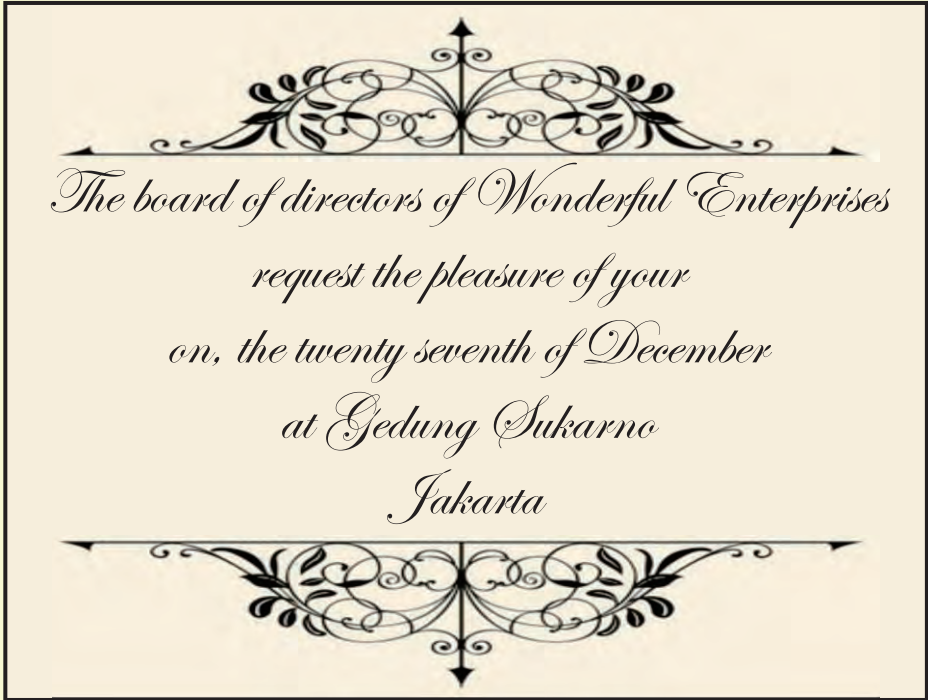 The board of directors of Wonderful Enterprises
request the pleasure of your
on, the twenty seventh of December
at Gedung Sukarno
Jakarta